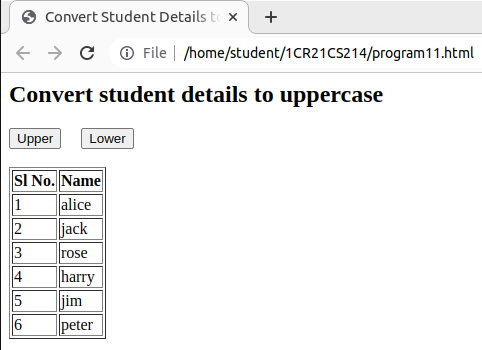 Convert Student Details t
File /home/student/1CR21CS214/program11.html
Convert student details to uppercase
Upper Lower
Sl No. Name
1 alice
2 jack
3 rose
4 harry
5 jim
6 peter